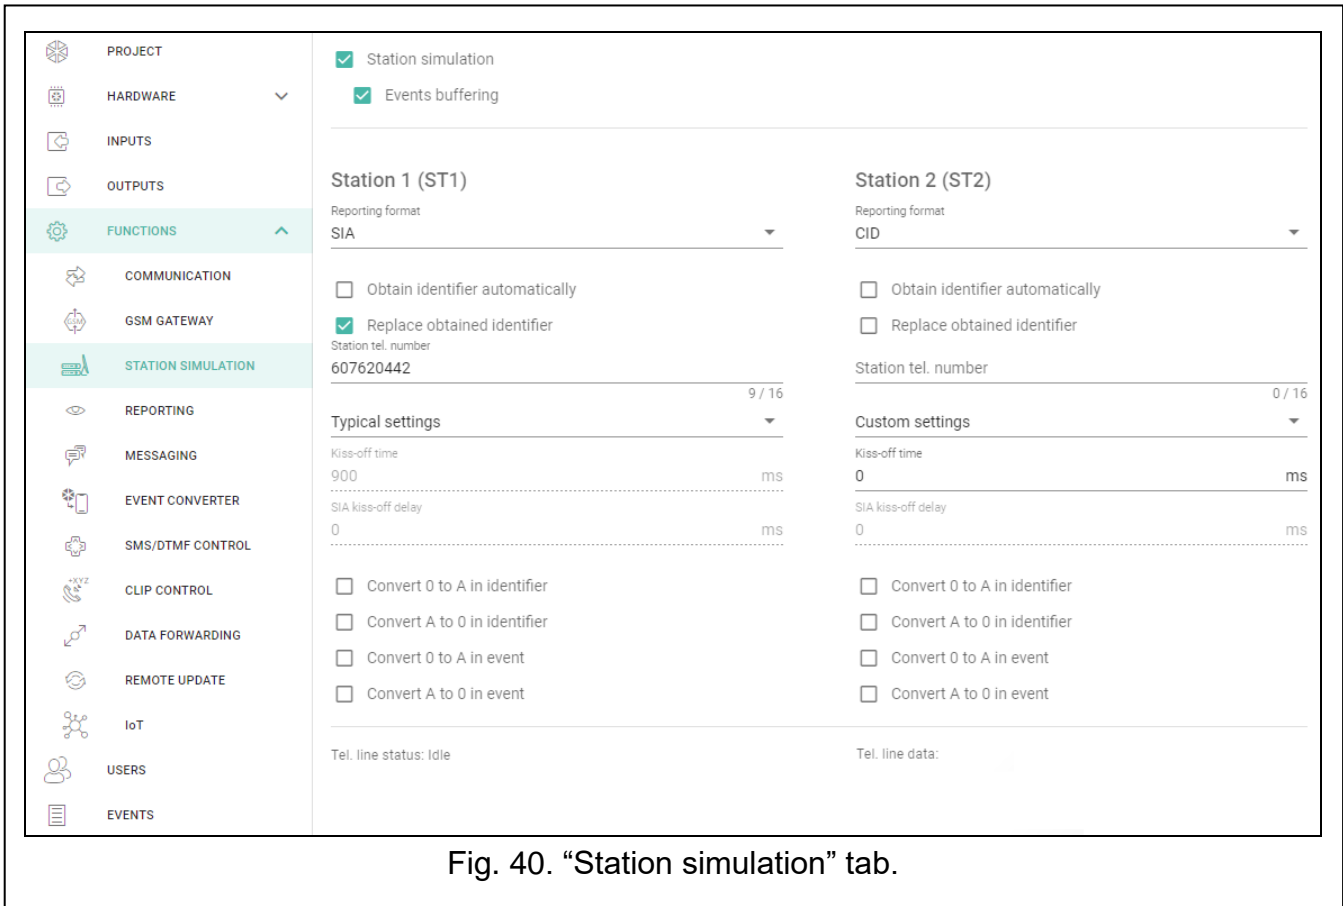 PROJECT
HARDWARE
INPUTS
OUTPUTS
FUNCTIONS
COMMUNICATION
GSM
GSM GATEWAY
STATION SIMULATION
REPORTING
MESSAGING
EVENT CONVERTER
SMS/DTMF CONTROL
+XYZ
CLIP CONTROL
DATA FORWARDING
REMOTE UPDATE
IoT
USERS
EVENTS
Station simulation
Events buffering
Station 1 (ST1)
Reporting format
SIA
Obtain identifier automatically
Replace obtained identifier
Station tel. number
607620442
9 / 16
Typical settings
Kiss-off time
900 ms
SIA kiss-off delay
0 ms
Convert 0 to A in identifier
Convert A to 0 in identifier
Convert 0 to A in event
Convert A to 0 in event
Tel. line status: Idle
Station 2 (ST2)
Reporting format
CID
Obtain identifier automatically
Replace obtained identifier
Station tel. number
0 / 16
Custom settings
Kiss-off time
0 ms
SIA kiss-off delay
0 ms
Convert 0 to A in identifier
Convert A to 0 in identifier
Convert 0 to A in event
Convert A to 0 in event
Tel. line data:
Fig. 40. “Station simulation” tab.